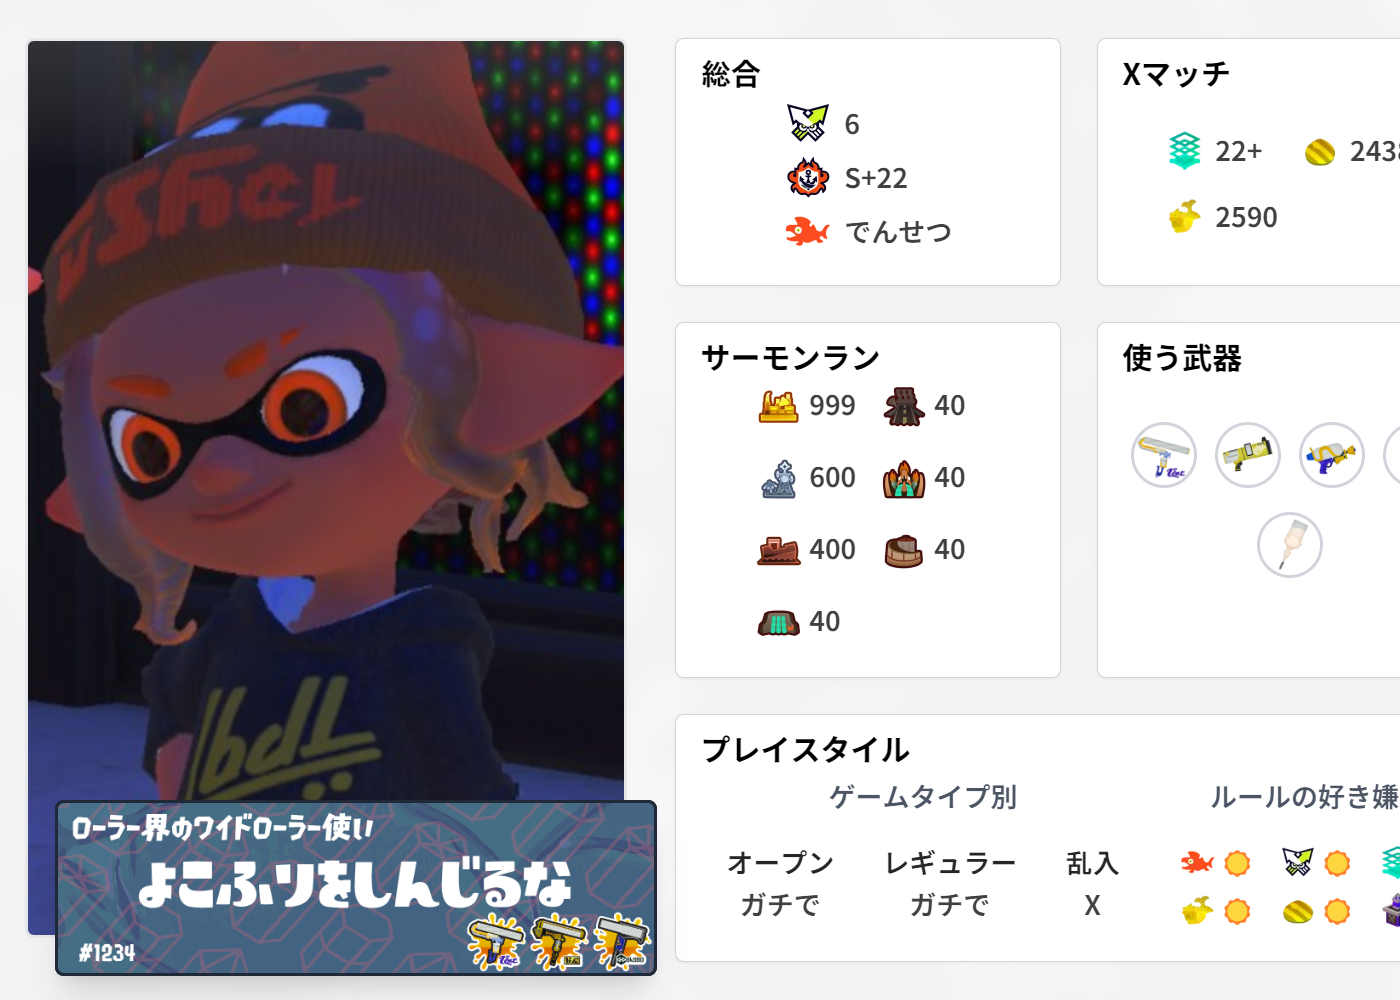 総合
6
S+22
でんせつ
Xマッチ
22+
2590
サーモンラン
999 40
600 40
400 40
40
使う武器
プレイスタイル
ゲームタイプ別
オープン レギュラー 乱入
ガチで ガチで X
ルールの好き嫌
ローラー界のワイドローラー使い
よこふりをしんじるな
#1234